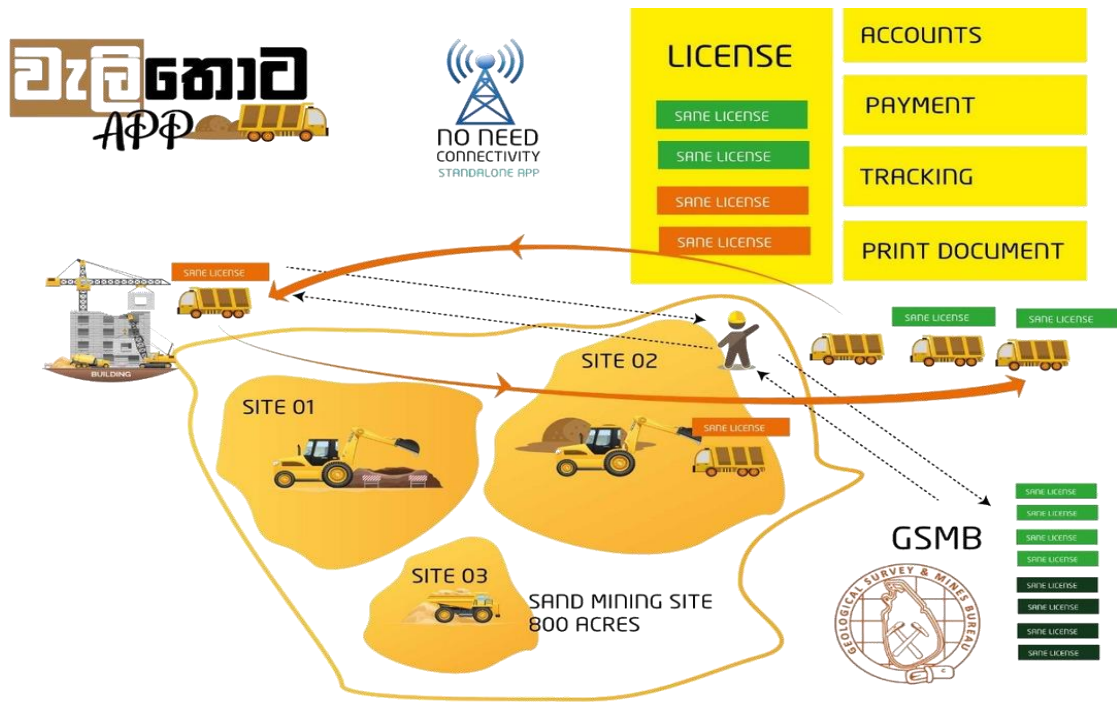 වැලිතොට
APP
NO NEED
CONNECTIVITY
STANDALONE APP
LICENSE
SANE LICENSE
SANE LICENSE
SANE LICENSE
SANE LICENSE
ACCOUNTS
PAYMENT
TRACKING
PRINT DOCUMENT
SANE LICENSE
BUILDING
SANE LICENSE
SANE LICENSE
SITE 01
SITE 02
SANE LICENSE
SITE 03
SAND MINING SITE
800 ACRES
GSMB
GEOLOGICAL SURVEY & MINES BUREAU
SANE LICENSE
SANE LICENSE
SANE LICENSE
SANE LICENSE
SANE LICENSE
SANE LICENSE
SANE LICENSE
SANE LICENSE